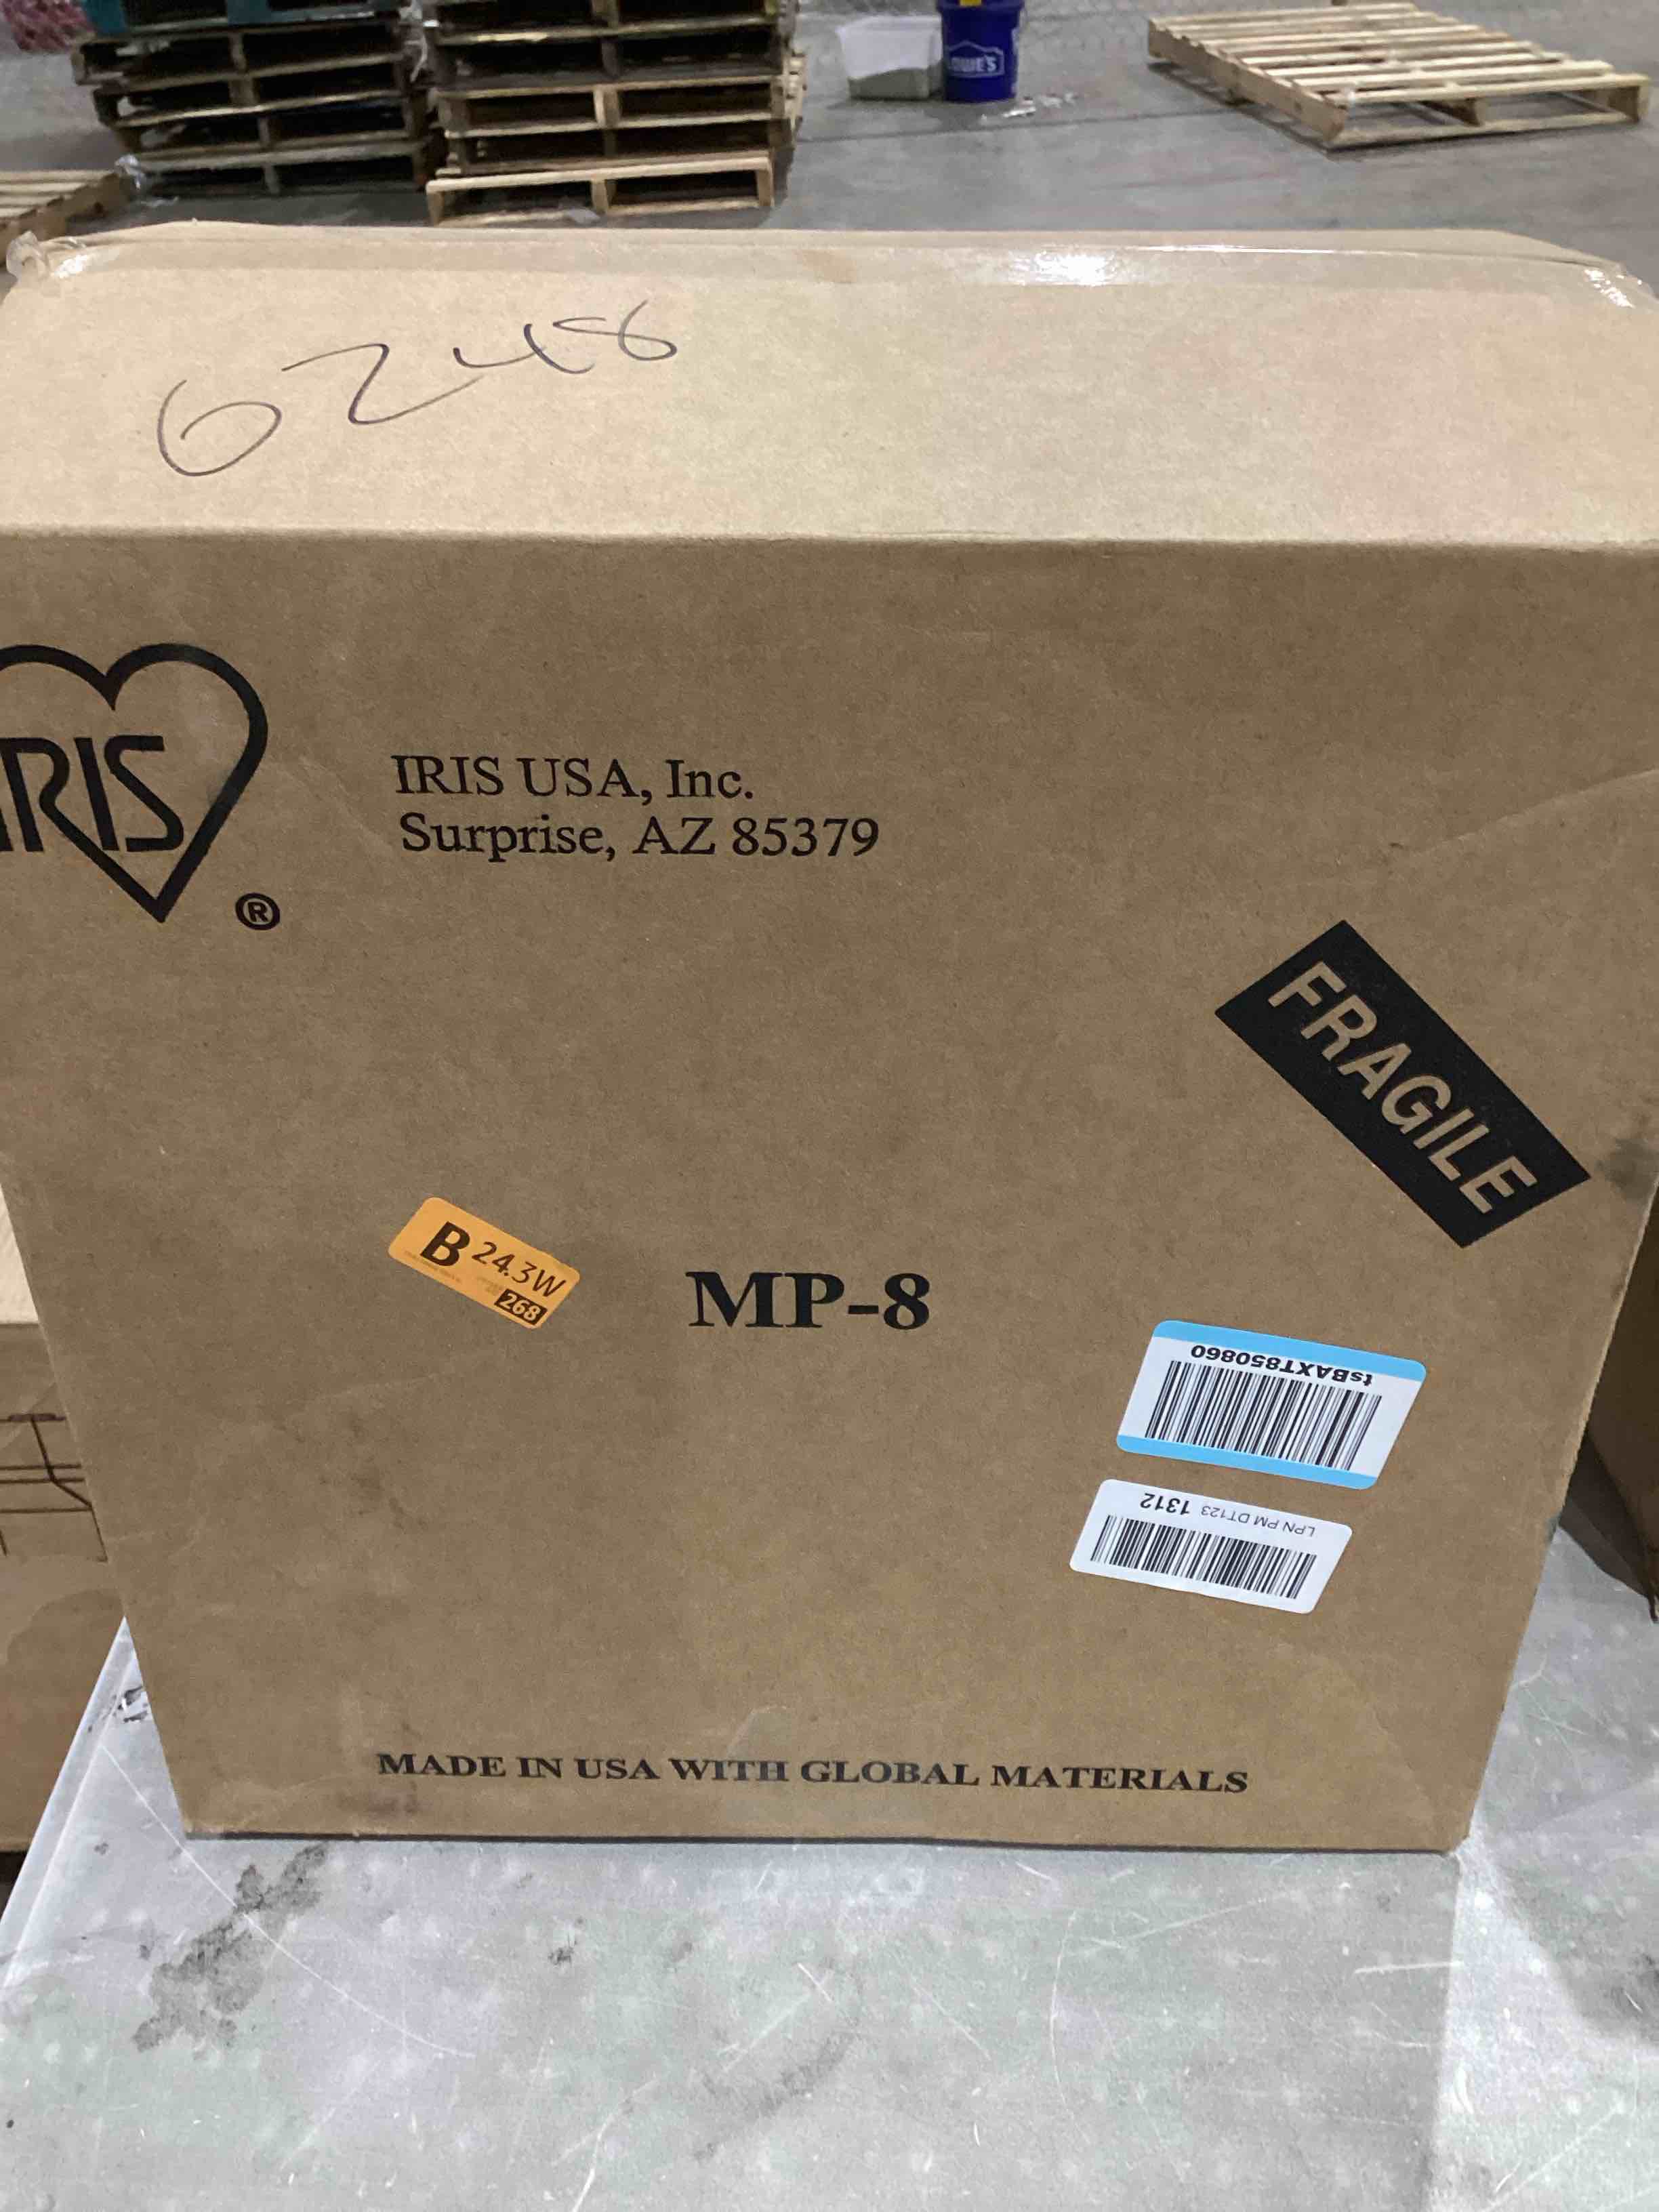 LOWE'S
6248
IRIS
®
IRIS USA, Inc.
Surprise, AZ 85379
FRAGILE
B 24.3W
268
MP-8
tsBAXT850860
LPN PM DT123 1312
MADE IN USA WITH GLOBAL MATERIALS